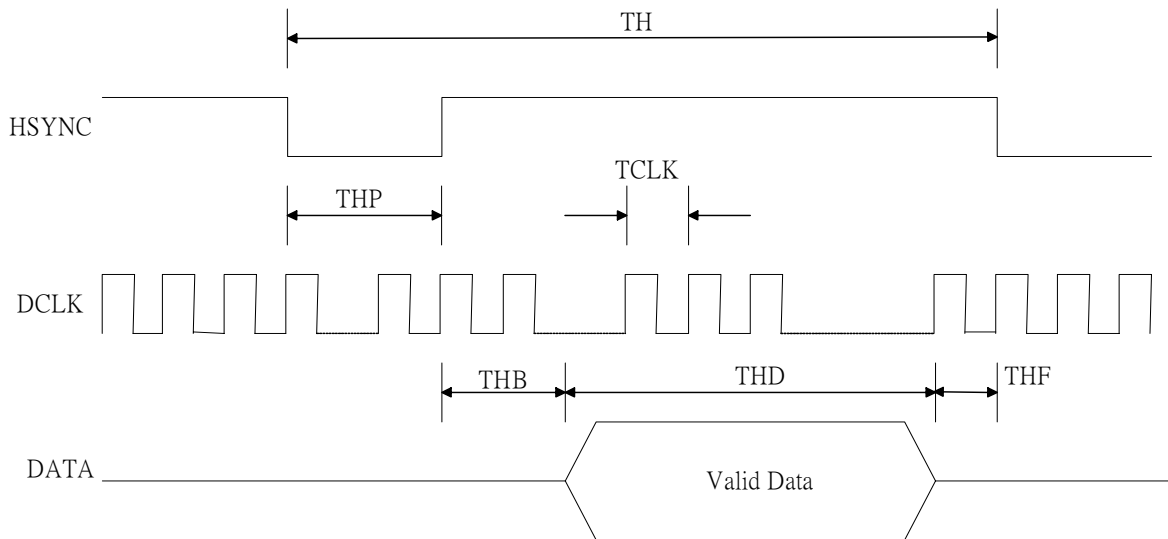 TH
HSYNC
TCLK
THP
DCLK
THB
THD
THF
DATA
Valid Data